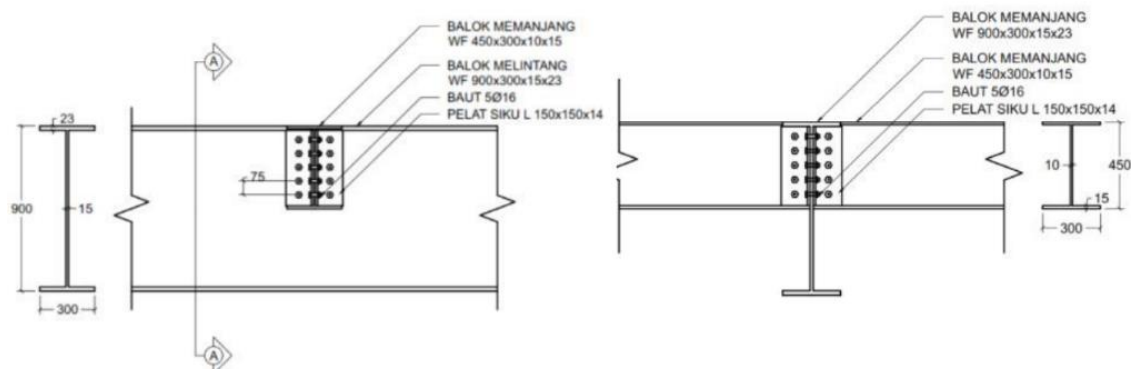 BALOK MEMANJANG
WF 450x300x10x15
BALOK MELINTANG
WF 900x300x15x23
BAUT 5Ø16
PELAT SIKU L 150x150x14
A
23
900
15
300
75
A
BALOK MEMANJANG
WF 900x300x15x23
BALOK MEMANJANG
WF 450x300x10x15
BAUT 5Ø16
PELAT SIKU L 150x150x14
10
450
15
300